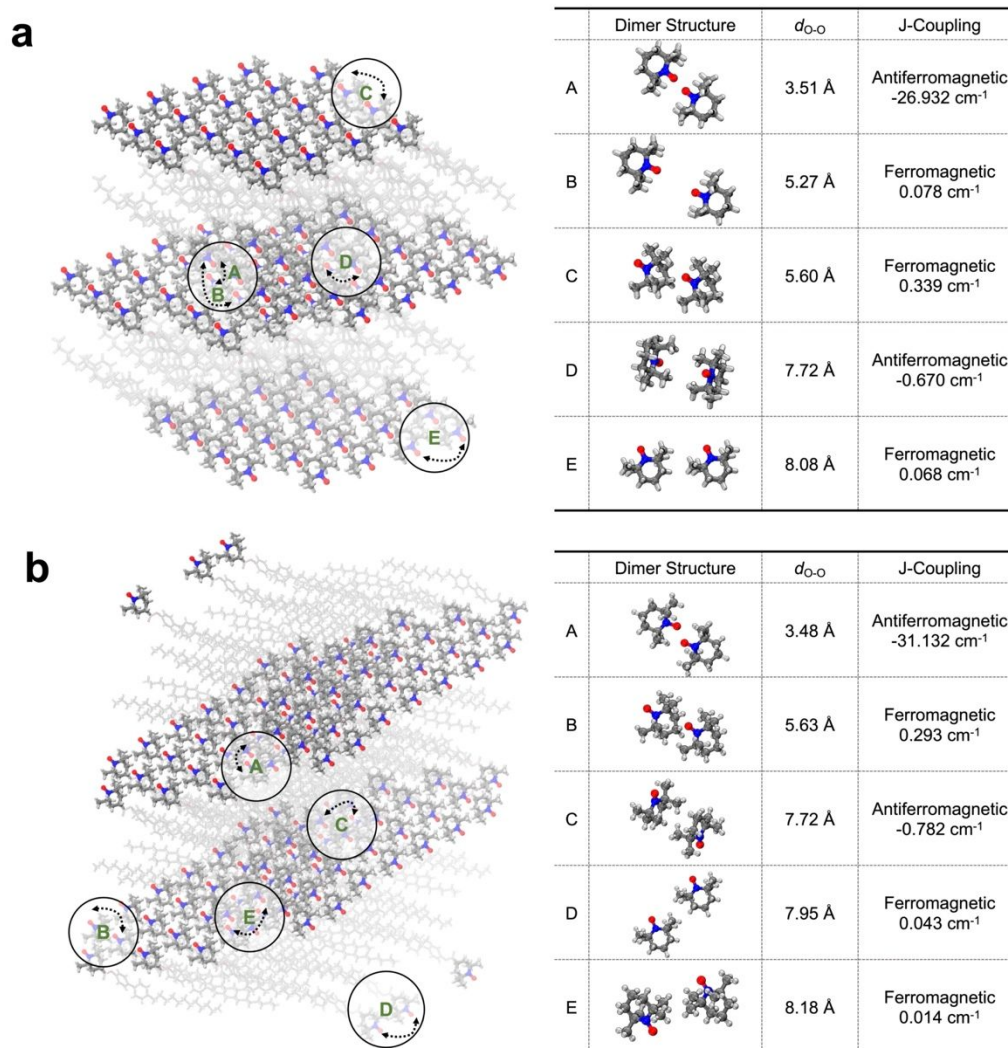 a
C
A
B
D
E
Dimer Structure dO-O J-Coupling
A 3.51 Å Antiferromagnetic
-26.932 cm-1
B 5.27 Å Ferromagnetic
0.078 cm-1
C 5.60 Å Ferromagnetic
0.339 cm-1
D 7.72 Å Antiferromagnetic
-0.670 cm-1
E 8.08 Å Ferromagnetic
0.068 cm-1
b
A
C
E
B
D
Dimer Structure dO-O J-Coupling
A 3.48 Å Antiferromagnetic
-31.132 cm-1
B 5.63 Å Ferromagnetic
0.293 cm-1
C 7.72 Å Antiferromagnetic
-0.782 cm-1
D 7.95 Å Ferromagnetic
0.043 cm-1
E 8.18 Å Ferromagnetic
0.014 cm-1